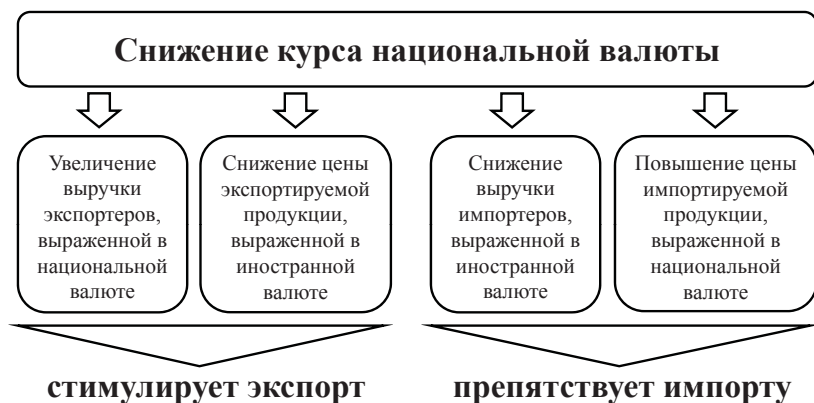 Снижение курса национальной валюты
Увеличение
выручки
экспортеров,
выраженной в
национальной
валюте
Снижение цены
экспортируемой
продукции,
выраженной в
иностранной
валюте
Снижение
выручки
импортеров,
выраженной в
иностранной
валюте
Повышение цены
импортируемой
продукции,
выраженной в
национальной
валюте
стимулирует экспорт
препятствует импорту